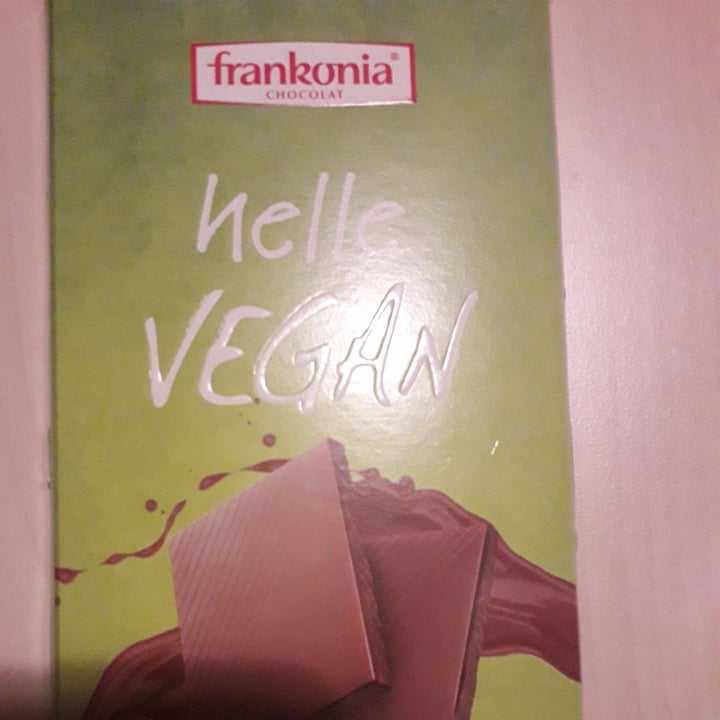 frankonia®
CHOCOLAT
helle
VEGAN